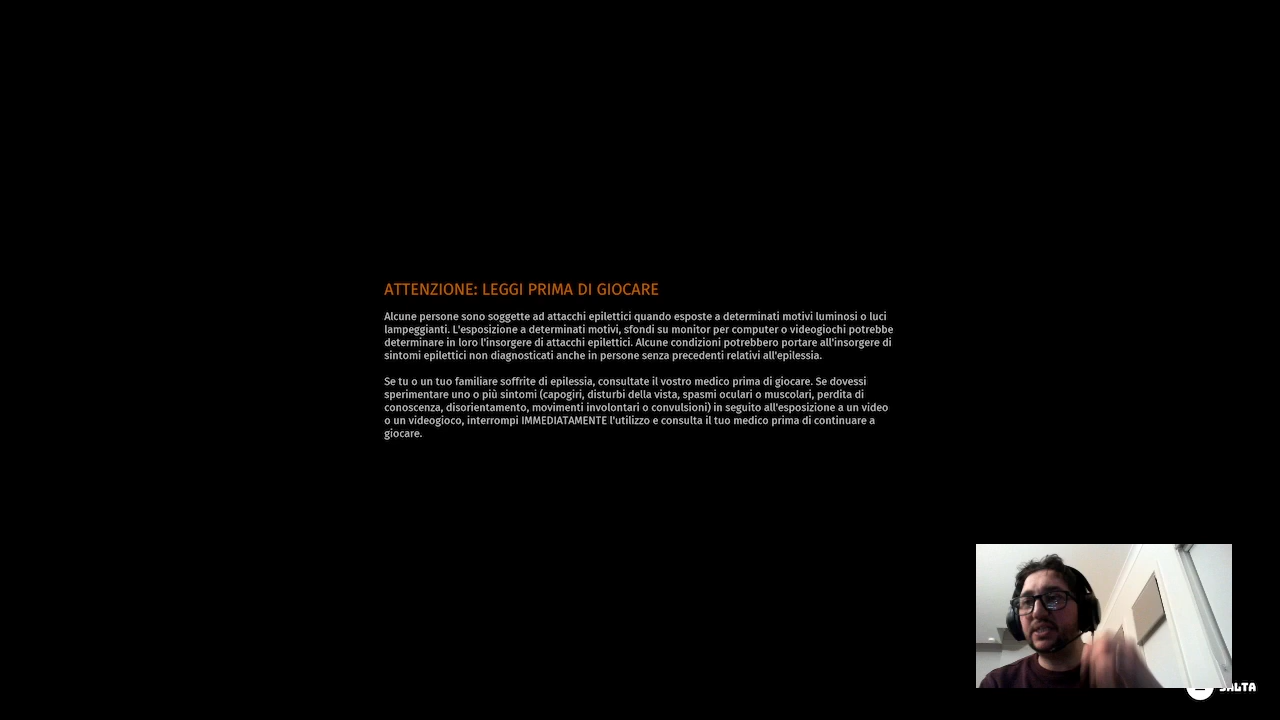 ATTENZIONE: LEGGI PRIMA DI GIOCARE
Alcune persone sono soggette ad attacchi epilettici quando esposte a determinati motivi luminosi o luci
lampeggianti. L'esposizione a determinati motivi, sfondi su monitor per computer o videogiochi potrebbe
determinare in loro l'insorgere di attacchi epilettici. Alcune condizioni potrebbero portare all'insorgere di
sintomi epilettici non diagnosticati anche in persone senza precedenti relativi all'epilessia.
Se tu o un tuo familiare soffrite di epilessia, consultate il vostro medico prima di giocare. Se dovessi
sperimentare uno o più sintomi (capogiri, disturbi della vista, spasmi oculari o muscolari, perdita di
conoscenza, disorientamento, movimenti involontari o convulsioni) in seguito all'esposizione a un video
o un videogioco, interrompi IMMEDIATAMENTE l'utilizzo e consulta il tuo medico prima di continuare a
giocare.
SALTA